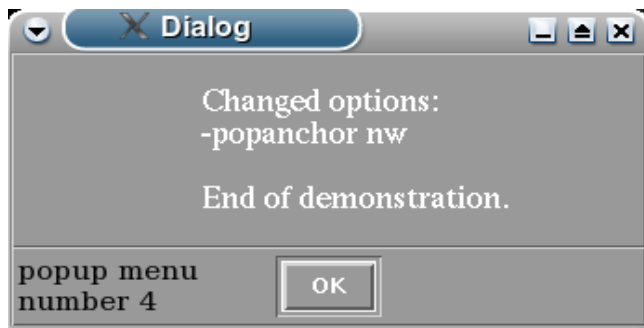 Dialog
Changed options:
-popanchor nw
End of demonstration.
popup menu
number 4
OK